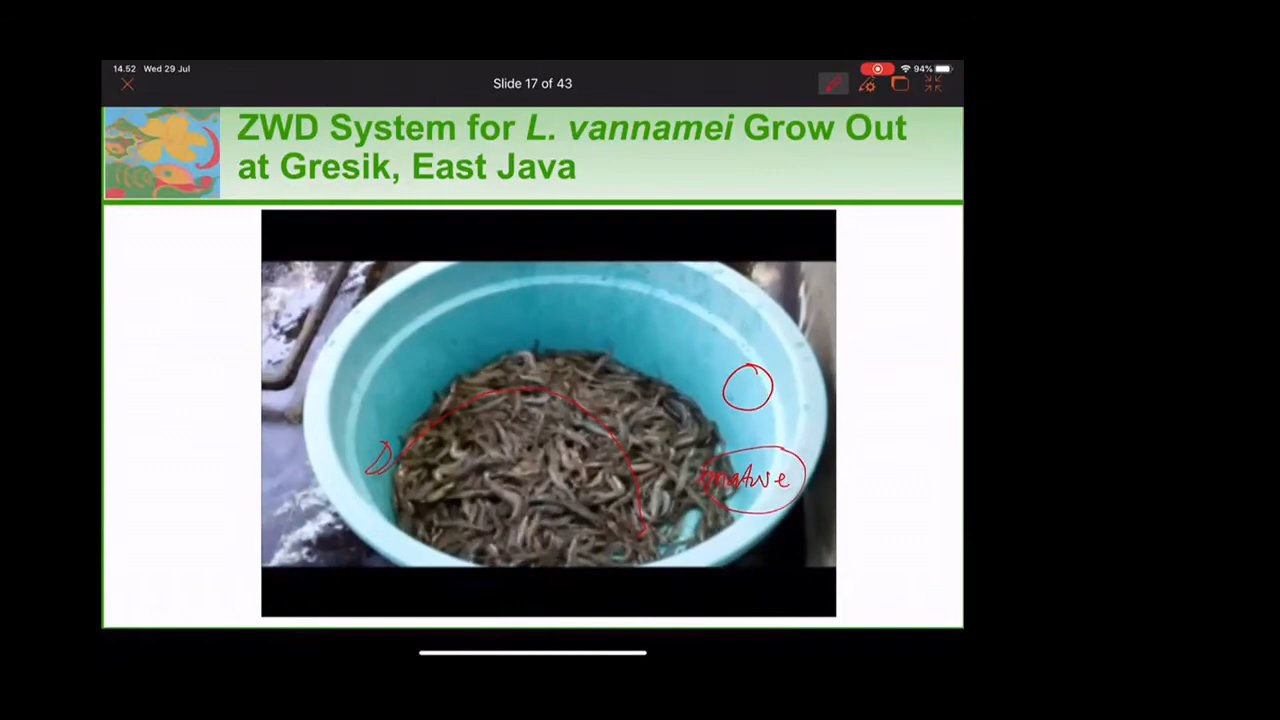 14.52 Wed 29 Jul
94%
Slide 17 of 43
ZWD System for L. vannamei Grow Out
at Gresik, East Java